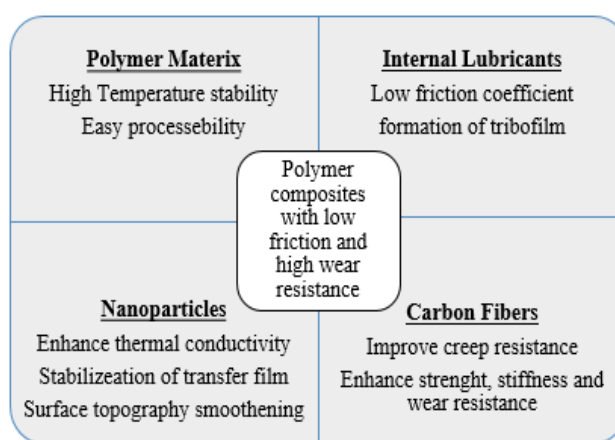 Polymer Materix
High Temperature stability
Easy processebility
Internal Lubricants
Low friction coefficient
formation of tribofilm
Polymer
composites
with low
friction and
high wear
resistance
Nanoparticles
Enhance thermal conductivity
Stabilizeation of transfer film
Surface topography smoothening
Carbon Fibers
Improve creep resistance
Enhance strenght, stiffness and
wear resistance